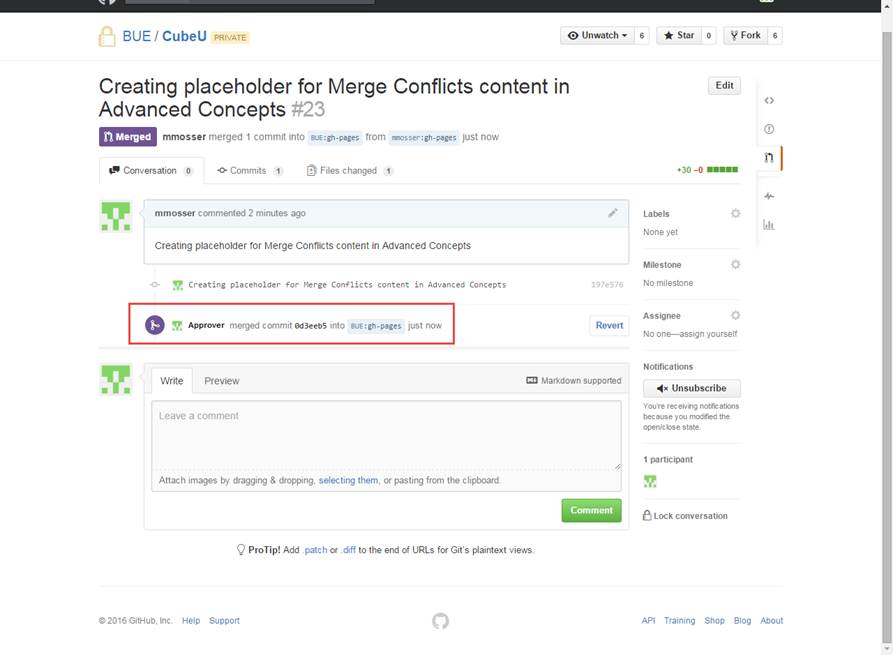 BUE / CubeU PRIVATE
Unwatch 6 Star 0 Fork 6
Creating placeholder for Merge Conflicts content in
Advanced Concepts #23
Edit
Merged mmosser merged 1 commit into BUE:gh-pages from mmosser:gh-pages just now
Conversation 0 Commits 1 Files changed 1 +30 −0
mmosser commented 2 minutes ago
Creating placeholder for Merge Conflicts content in Advanced Concepts
Creating placeholder for Merge Conflicts content in Advanced Concepts 197e576
Approver merged commit 0d3eeb5 into BUE:gh-pages just now
Revert
Write Preview Markdown supported
Leave a comment
Attach images by dragging & dropping, selecting them, or pasting from the clipboard.
Comment
ProTip! Add .patch or .diff to the end of URLs for Git's plaintext views.
Labels
None yet
Milestone
No milestone
Assignee
No one—assign yourself
Notifications
Unsubscribe
You're receiving notifications
because you modified the
open/close state.
1 participant
Lock conversation
© 2016 GitHub, Inc. Help Support
API Training Shop Blog About